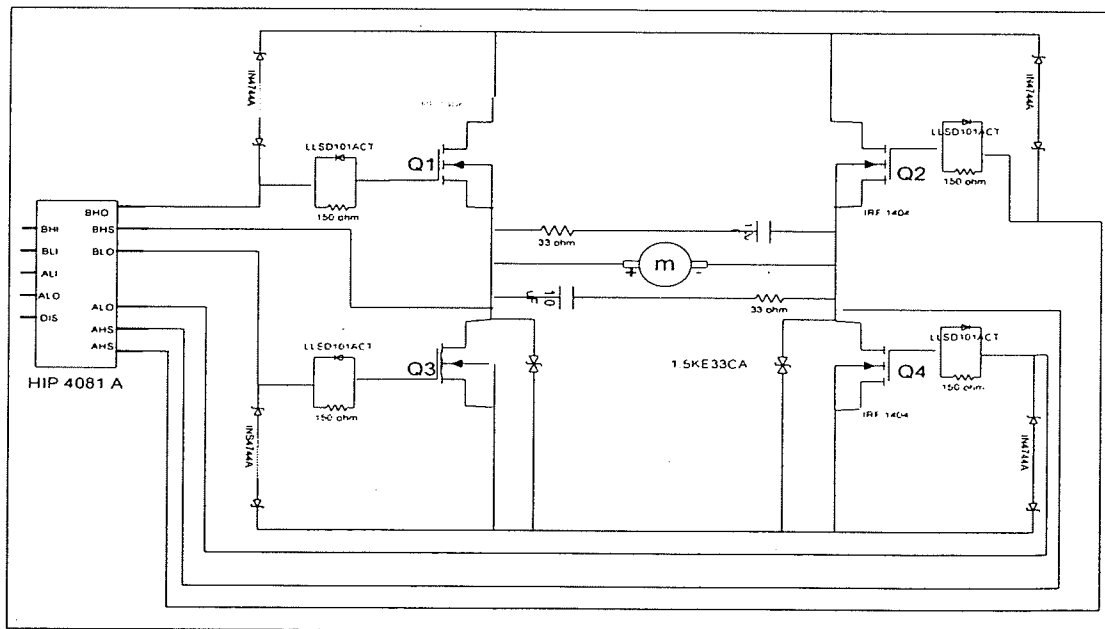 IN4744A
IN4744A
LLSD101ACT
LLSD101ACT
Q1
Q2
150 ohm
150 ohm
IRF 1404
BHO
BHI
BHS
BLI
BLO
ALI
ALO
ALO
DIS
AHS
AHS
HIP 4081 A
33 ohm
m
+
-
10
33 ohm
LLSD101ACT
LLSD101ACT
Q3
1.5KE33CA
Q4
150 ohm
150 ohm
IRF 1404
INS4744A
IN4744A